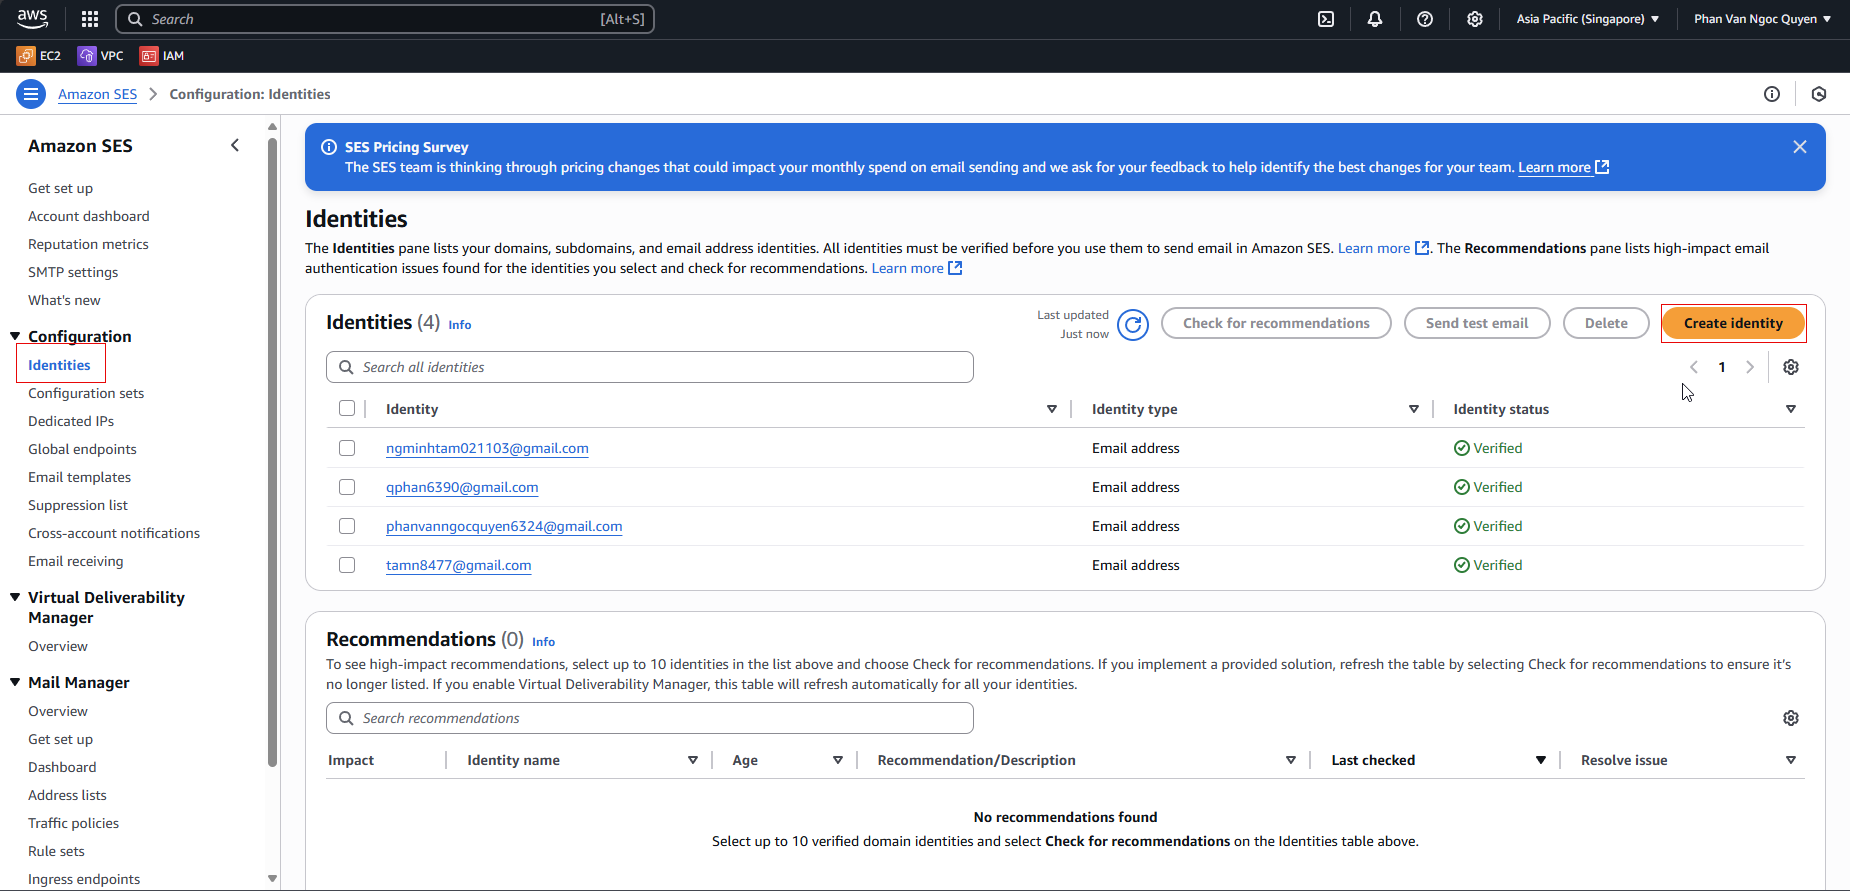 aws
Search [Alt+S]
Asia Pacific (Singapore)
Phan Van Ngoc Quyen
EC2
VPC
IAM
Amazon SES
Configuration: Identities
Amazon SES
Get set up
Account dashboard
Reputation metrics
SMTP settings
What's new
Configuration
Identities
Configuration sets
Dedicated IPs
Global endpoints
Email templates
Suppression list
Cross-account notifications
Email receiving
Virtual Deliverability
Manager
Overview
Mail Manager
Overview
Get set up
Dashboard
Address lists
Traffic policies
Rule sets
Ingress endpoints
SES Pricing Survey
The SES team is thinking through pricing changes that could impact your monthly spend on email sending and we ask for your feedback to help identify the best changes for your team. Learn more
Identities
The Identities pane lists your domains, subdomains, and email address identities. All identities must be verified before you use them to send email in Amazon SES. Learn more. The Recommendations pane lists high-impact email
authentication issues found for the identities you select and check for recommendations. Learn more
Identities (4) Info
Last updated
Just now
Check for recommendations
Send test email
Delete
Create identity
Search all identities
1
Identity Identity type Identity status
ngminhtam021103@gmail.com Email address Verified
qphan6390@gmail.com Email address Verified
phanvanngocquyen6324@gmail.com Email address Verified
tamn8477@gmail.com Email address Verified
Recommendations (0) Info
To see high-impact recommendations, select up to 10 identities in the list above and choose Check for recommendations. If you implement a provided solution, refresh the table by selecting Check for recommendations to ensure it's
no longer listed. If you enable Virtual Deliverability Manager, this table will refresh automatically for all your identities.
Search recommendations
Impact Identity name Age Recommendation/Description Last checked Resolve issue
No recommendations found
Select up to 10 verified domain identities and select Check for recommendations on the Identities table above.